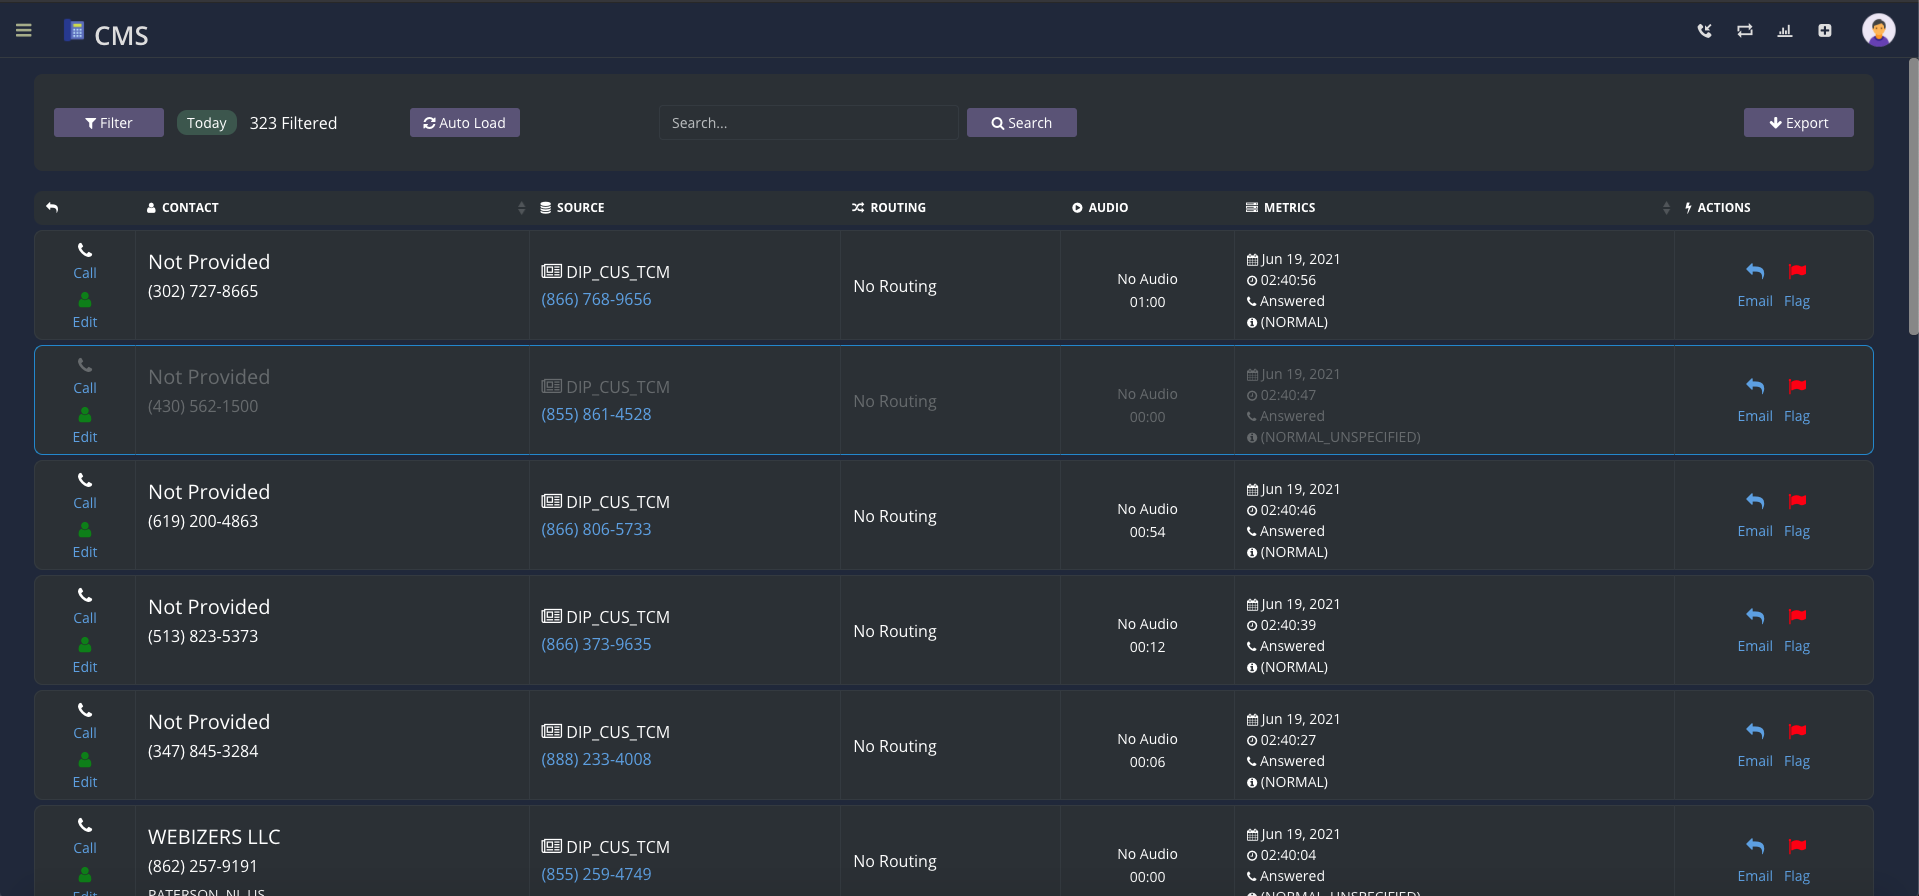 CMS
Filter Today 323 Filtered Auto Load Search... Search Export
CONTACT SOURCE ROUTING AUDIO METRICS ACTIONS
Call
Edit
Not Provided
(302) 727-8665
DIP_CUS_TCM
(866) 768-9656
No Routing
No Audio
01:00
Jun 19, 2021
02:40:56
Answered
(NORMAL)
Email Flag
Call
Edit
Not Provided
(430) 562-1500
DIP_CUS_TCM
(855) 861-4528
No Routing
No Audio
00:00
Jun 19, 2021
02:40:47
Answered
(NORMAL_UNSPECIFIED)
Email Flag
Call
Edit
Not Provided
(619) 200-4863
DIP_CUS_TCM
(866) 806-5733
No Routing
No Audio
00:54
Jun 19, 2021
02:40:46
Answered
(NORMAL)
Email Flag
Call
Edit
Not Provided
(513) 823-5373
DIP_CUS_TCM
(866) 373-9635
No Routing
No Audio
00:12
Jun 19, 2021
02:40:39
Answered
(NORMAL)
Email Flag
Call
Edit
Not Provided
(347) 845-3284
DIP_CUS_TCM
(888) 233-4008
No Routing
No Audio
00:06
Jun 19, 2021
02:40:27
Answered
(NORMAL)
Email Flag
Call
Edit
WEBIZERS LLC
(862) 257-9191
PATERSON, NJ, US
DIP_CUS_TCM
(855) 259-4749
No Routing
No Audio
00:00
Jun 19, 2021
02:40:04
Answered
(NORMAL_UNSPECIFIED)
Email Flag